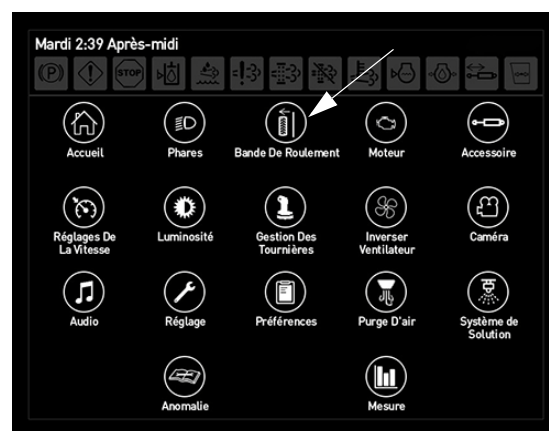 Mardi 2:39 Après-midi
P STOP
Accueil Phares Bande De Roulement Moteur Accessoire
Réglages De La Vitesse Luminosité Gestion Des Tournières Inverser Ventilateur Caméra
Audio Réglage Préférences Purge D'air Système de Solution
Anomalie Mesure